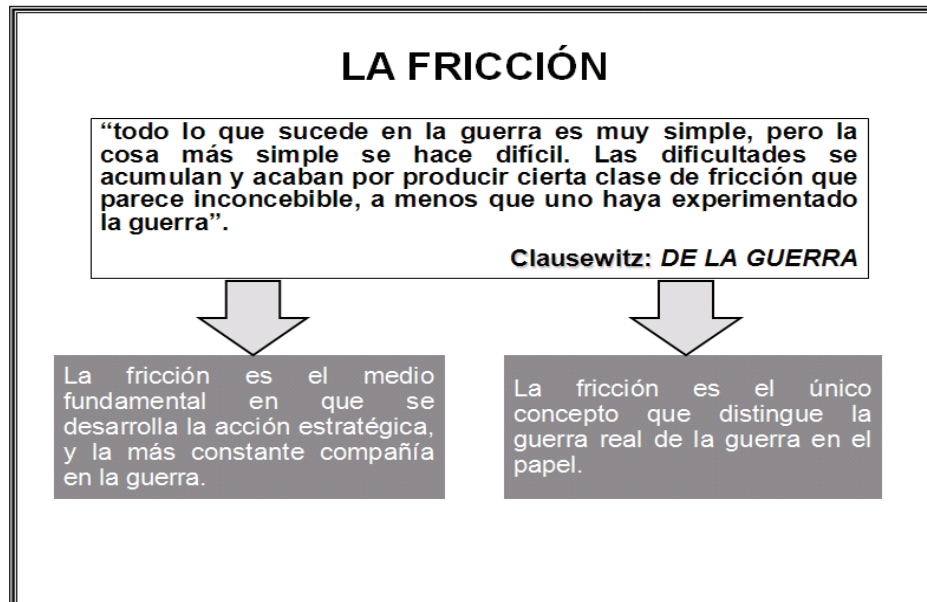 LA FRICCIÓN
“todo lo que sucede en la guerra es muy simple, pero la
cosa más simple se hace difícil. Las dificultades se
acumulan y acaban por producir cierta clase de fricción que
parece inconcebible, a menos que uno haya experimentado
la guerra”.
Clausewitz: DE LA GUERRA
La fricción es el medio
fundamental en que se
desarrolla la acción estratégica,
y la más constante compañía
en la guerra.
La fricción es el único
concepto que distingue la
guerra real de la guerra en el
papel.